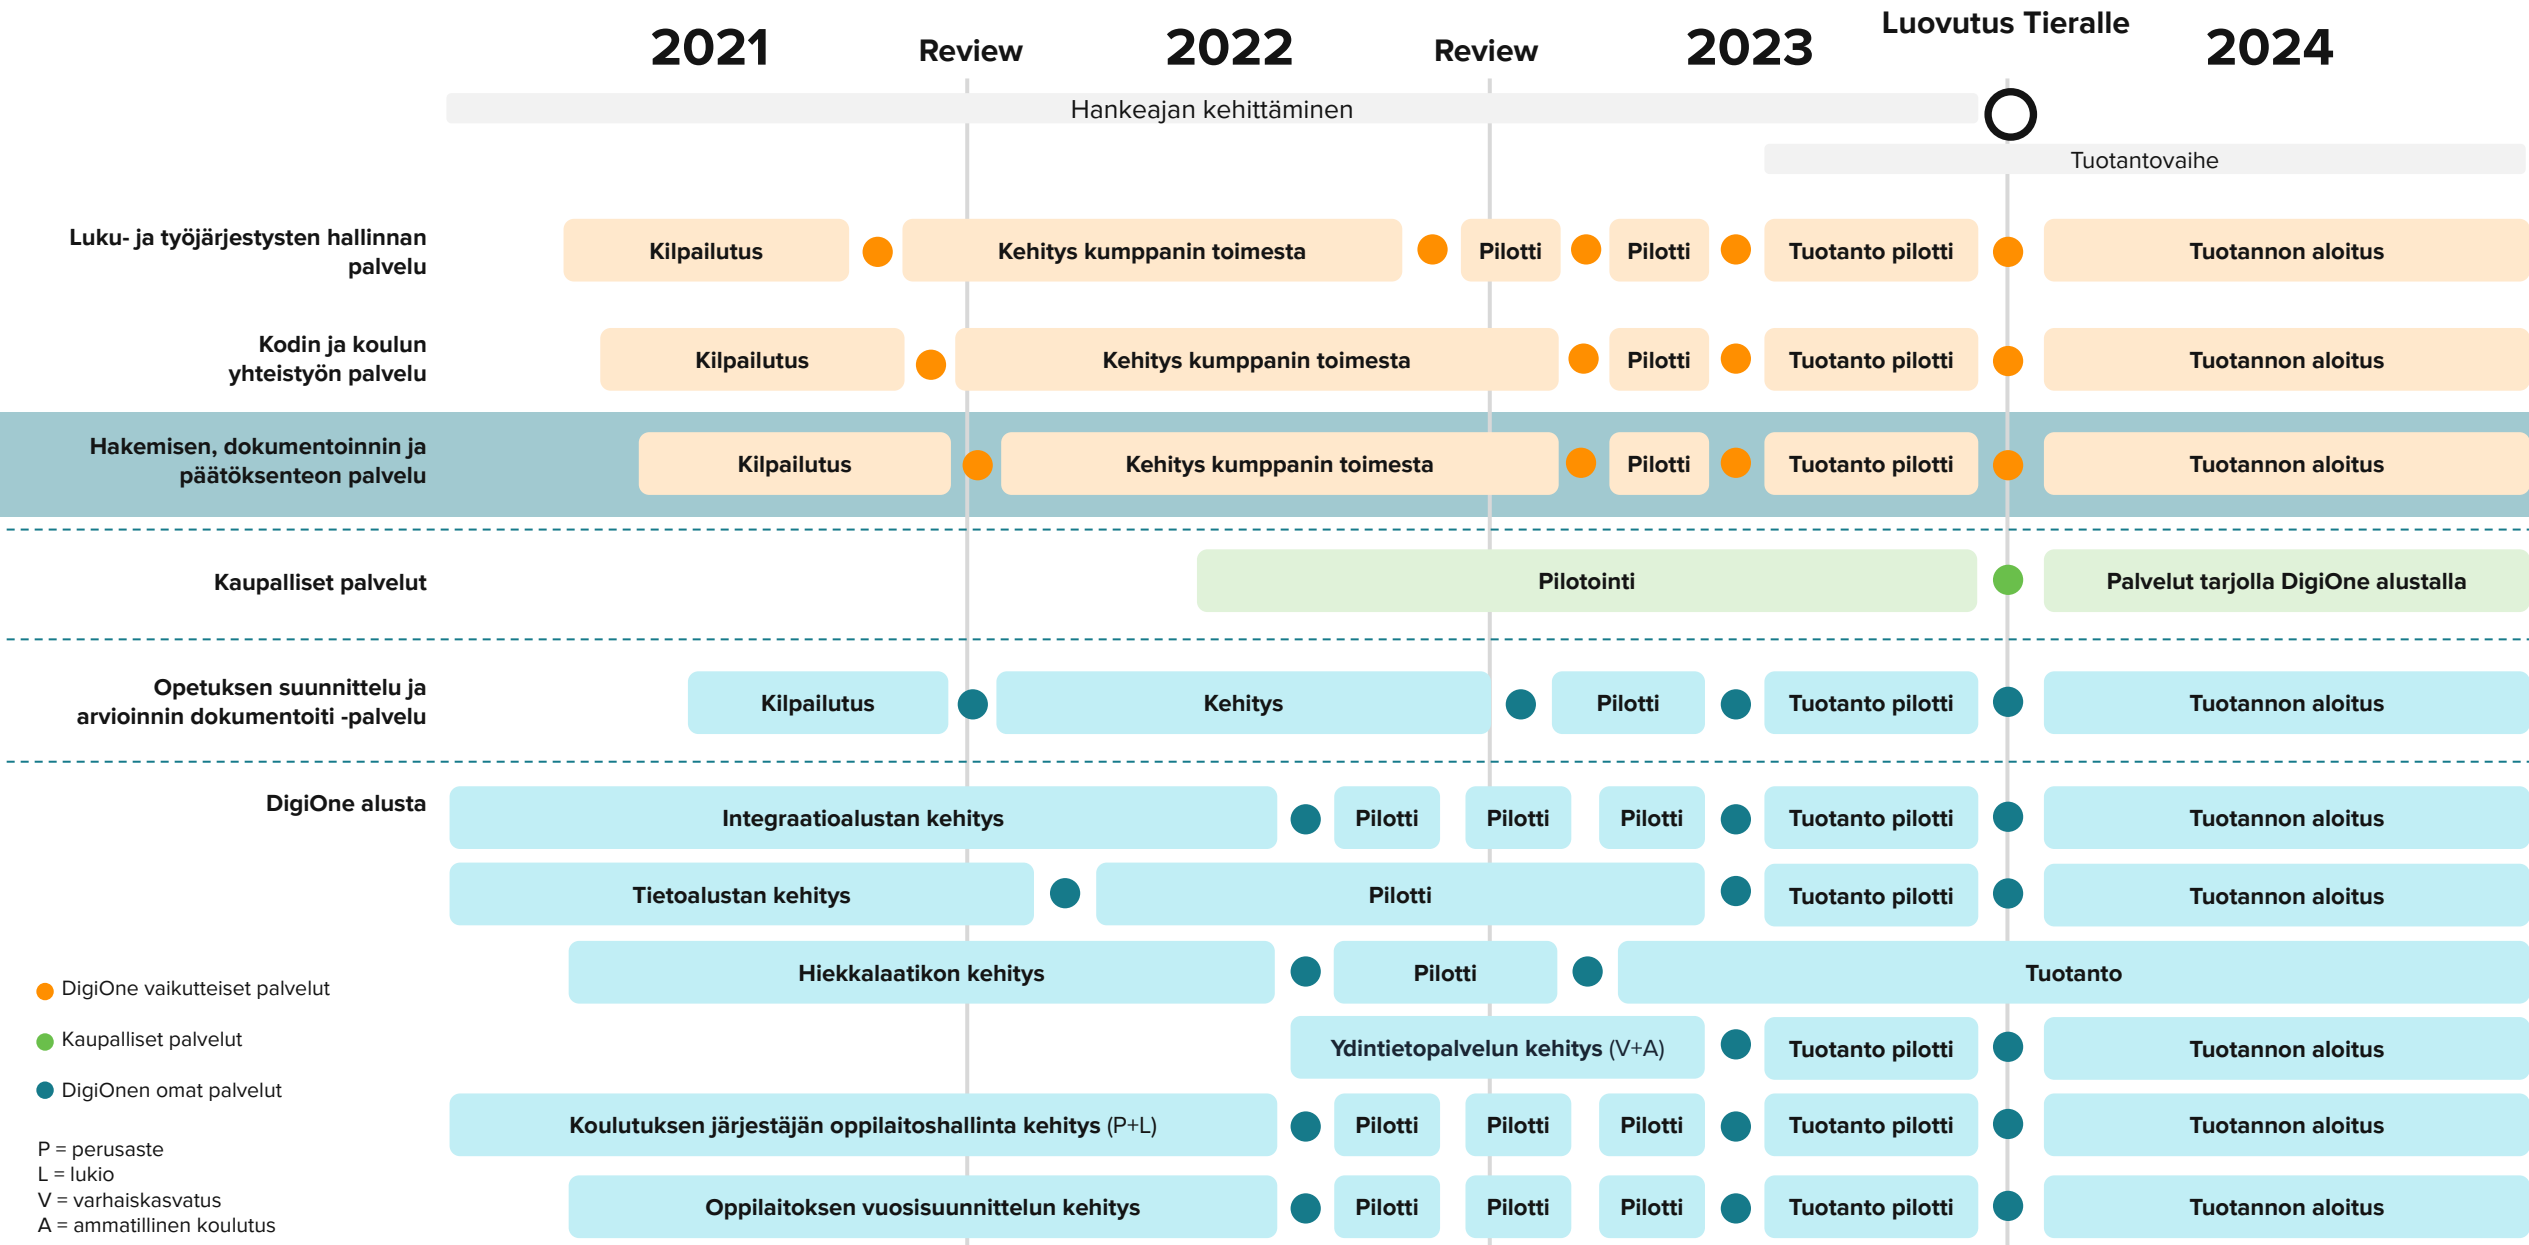 2021
Review
2022
Review
2023
Luovutus Tieralle
2024
Hankeajan kehittäminen
Tuotantovaihe
Luku- ja työjärjestysten hallinnan
palvelu
Kilpailutus
Kehitys kumppanin toimesta
Pilotti
Pilotti
Tuotanto pilotti
Tuotannon aloitus
Kodin ja koulun
yhteistyön palvelu
Kilpailutus
Kehitys kumppanin toimesta
Pilotti
Tuotanto pilotti
Tuotannon aloitus
Hakemisen, dokumentoinnin ja
päätöksenteon palvelu
Kilpailutus
Kehitys kumppanin toimesta
Pilotti
Tuotanto pilotti
Tuotannon aloitus
Kaupalliset palvelut
Pilotointi
Palvelut tarjolla DigiOne alustalla
Opetuksen suunnittelu ja
arvioinnin dokumentoiti -palvelu
Kilpailutus
Kehitys
Pilotti
Tuotanto pilotti
Tuotannon aloitus
DigiOne alusta
Integraatioalustan kehitys
Pilotti
Pilotti
Pilotti
Tuotanto pilotti
Tuotannon aloitus
Tietoalustan kehitys
Pilotti
Tuotanto pilotti
Tuotannon aloitus
Hiekkalaatikon kehitys
Pilotti
Tuotanto
Ydintietopalvelun kehitys (V+A)
Tuotanto pilotti
Tuotannon aloitus
Koulutuksen järjestäjän oppilaitoshallinta kehitys (P+L)
Pilotti
Pilotti
Pilotti
Tuotanto pilotti
Tuotannon aloitus
Oppilaitoksen vuosisuunnittelun kehitys
Pilotti
Pilotti
Pilotti
Tuotanto pilotti
Tuotannon aloitus
DigiOne vaikutteiset palvelut
Kaupalliset palvelut
DigiOnen omat palvelut
P = perusaste
L = lukio
V = varhaiskasvatus
A = ammatillinen koulutus